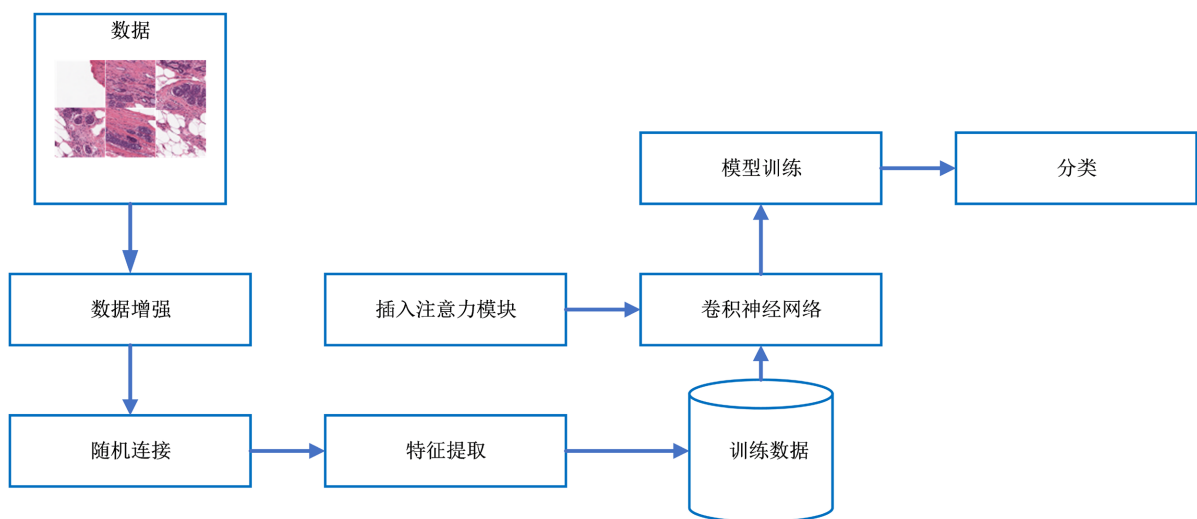 数据
模型训练
分类
数据增强
插入注意力模块
卷积神经网络
随机连接
特征提取
训练数据